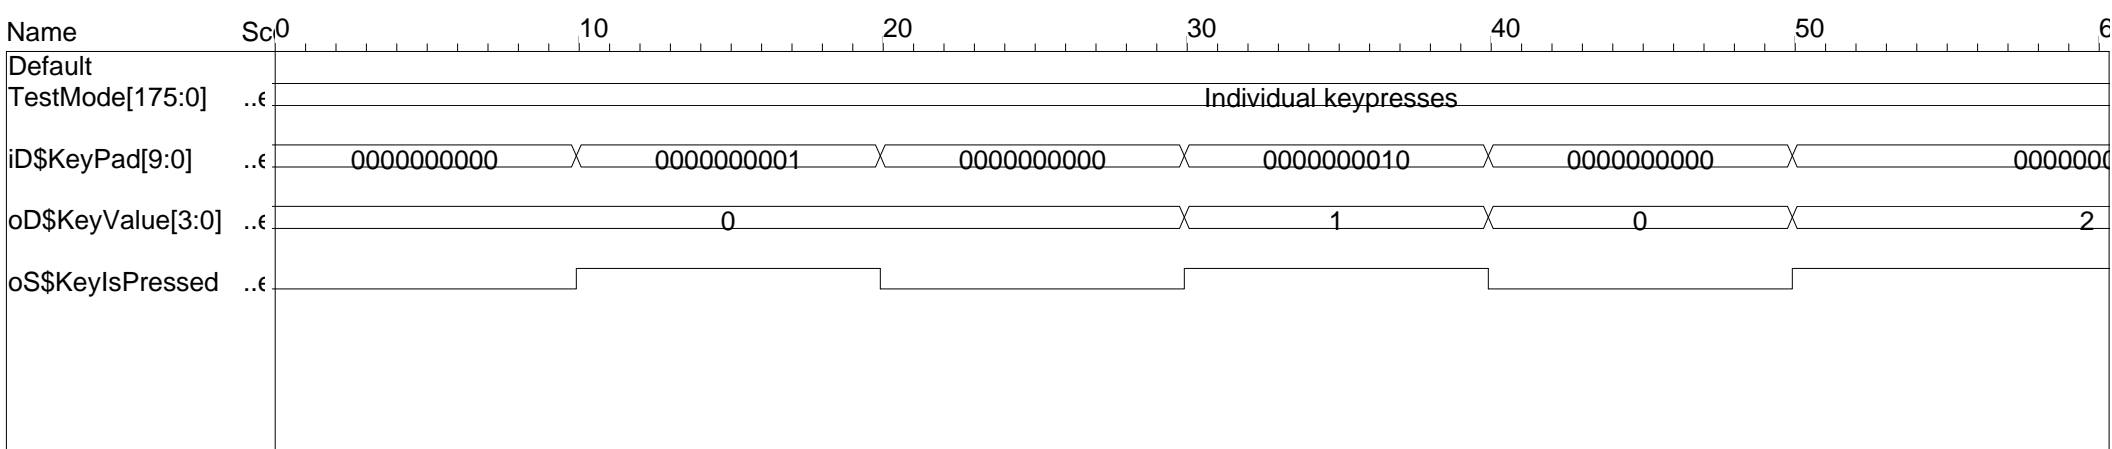 Name Sc 0 10 20 30 40 50 6
Default
TestMode[175:0] ..e Individual keypresses
iD$KeyPad[9:0] ..e 0000000000 0000000001 0000000000 0000000010 0000000000 0000000
oD$KeyValue[3:0] ..e 0 1 0 2
oS$KeyIsPressed ..e